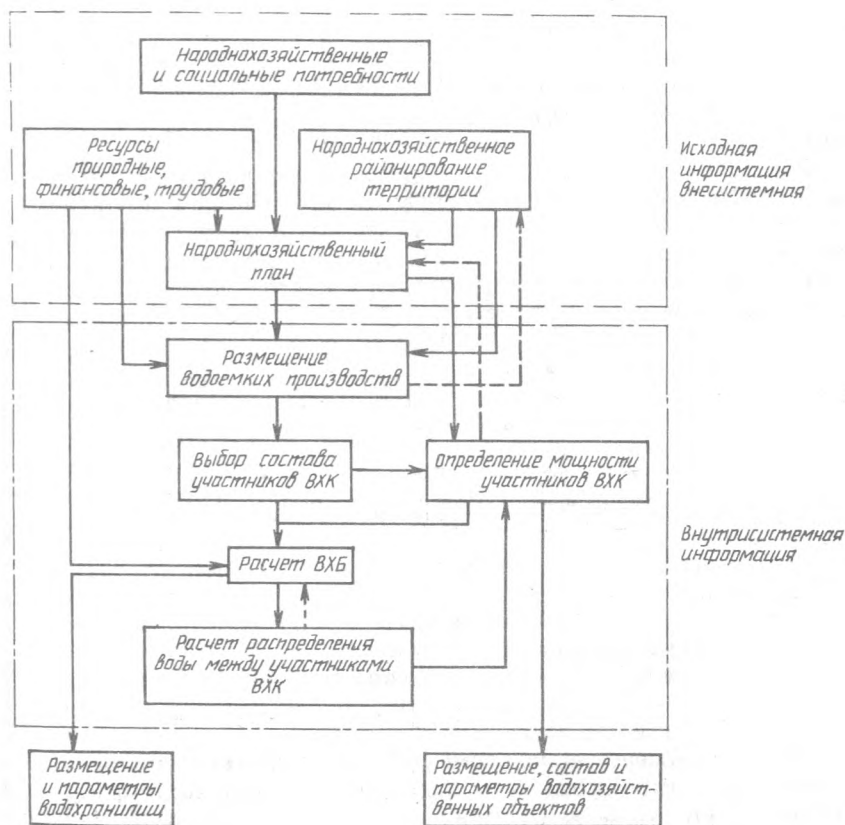 Народнохозяйственные
и социальные потребности
Ресурсы
природные,
финансовые, трудовые
Народнохозяйственное
районирование
территории
Исходная
информация
внесистемная
Народнохозяйственный
план
Размещение
водоемких производств
Выбор состава
участников ВХК
Определение мощности
участников ВХК
Внутрисистемная
информация
Расчет ВХБ
Расчет распределения
воды между участниками
ВХК
Размещение
и параметры
водохранилищ
Размещение, состав и
параметры водохозяйст-
венных объектов